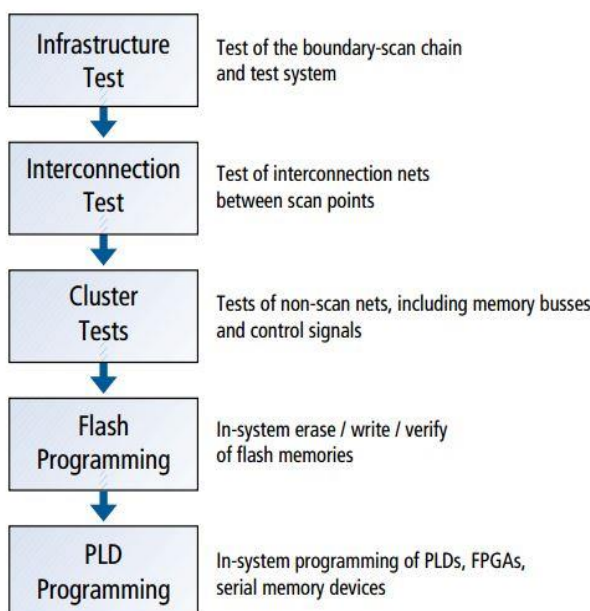 Infrastructure
Test
Test of the boundary-scan chain
and test system
Interconnection
Test
Test of interconnection nets
between scan points
Cluster
Tests
Tests of non-scan nets, including memory busses
and control signals
Flash
Programming
In-system erase / write / verify
of flash memories
PLD
Programming
In-system programming of PLDs, FPGAs,
serial memory devices